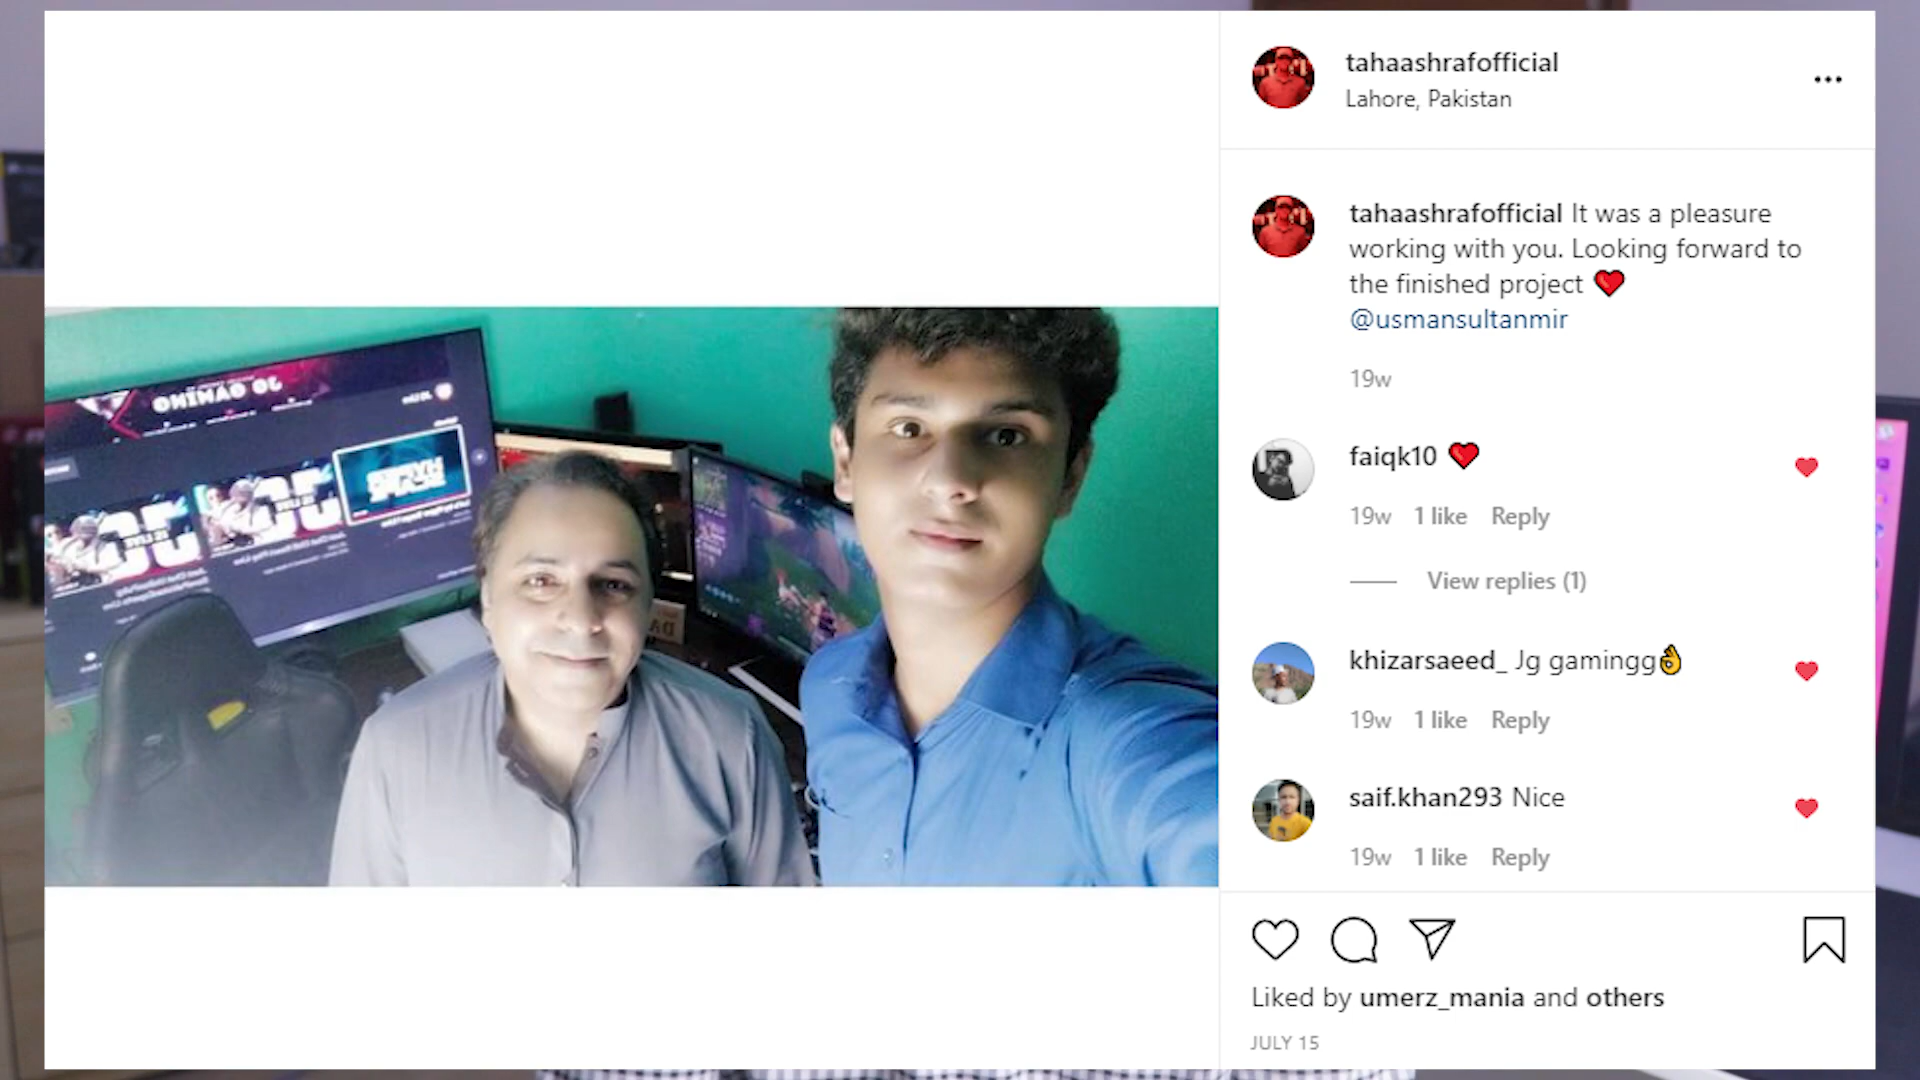 tahaashrafofficial
Lahore, Pakistan
tahaashrafofficial It was a pleasure
working with you. Looking forward to
the finished project ❤️
@usmansultanmir
19w
faiqk10 ❤️
19w 1 like Reply
View replies (1)
khizarsaeed_ Jg gamingg👌
19w 1 like Reply
saif.khan293 Nice
19w 1 like Reply
Liked by umerz_mania and others
JULY 15
JG GAMING